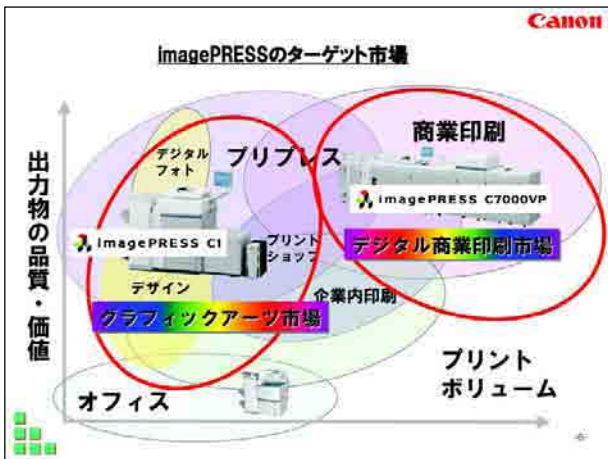 Canon
imagePRESSのターゲット市場
出力物の品質・価値
デジタル
フォト
プリプレス
商業印刷
imagePRESS C7000VP
imagePRESS C1
プリント
ショップ
デジタル商業印刷市場
デザイン
企業内印刷
グラフィックアーツ市場
プリント
ボリューム
オフィス